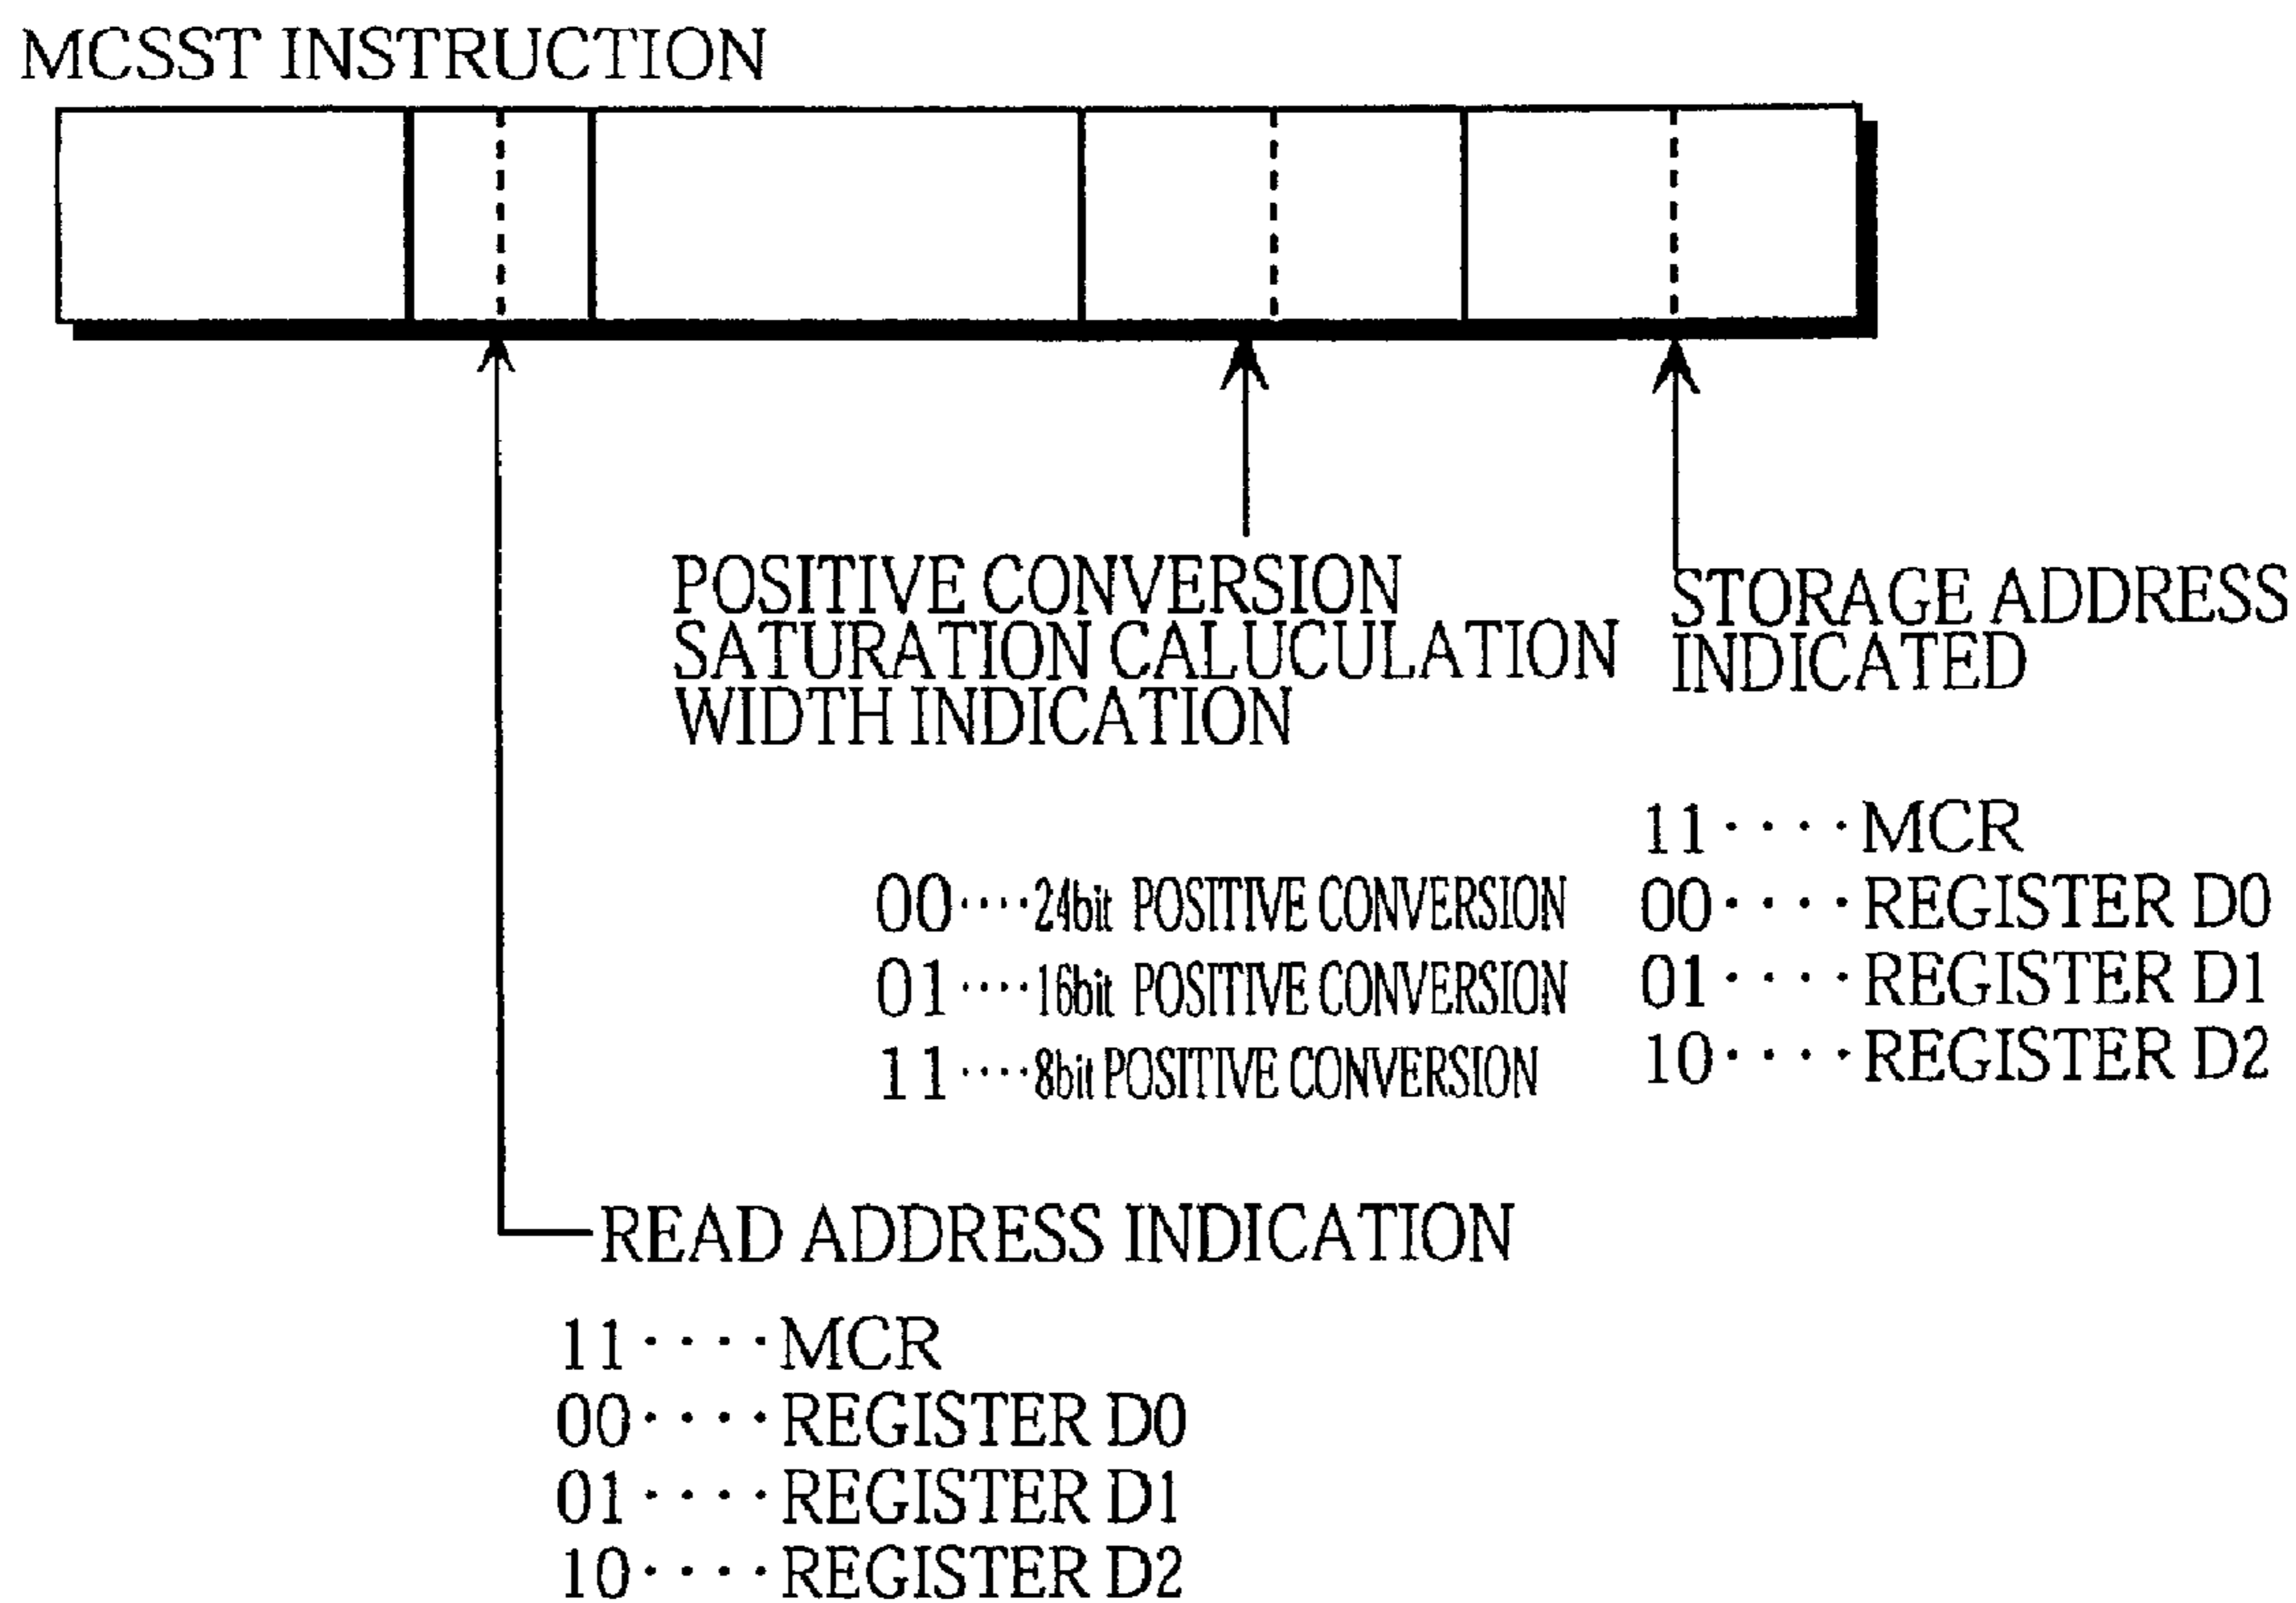 MCSST INSTRUCTION
POSITIVE CONVERSION
SATURATION CALUCULATION
WIDTH INDICATION
STORAGE ADDRESS
INDICATED
00····24bit POSITIVE CONVERSION
01····16bit POSITIVE CONVERSION
11····8bit POSITIVE CONVERSION
11····MCR
00····REGISTER D0
01····REGISTER D1
10····REGISTER D2
READ ADDRESS INDICATION
11····MCR
00····REGISTER D0
01····REGISTER D1
10····REGISTER D2